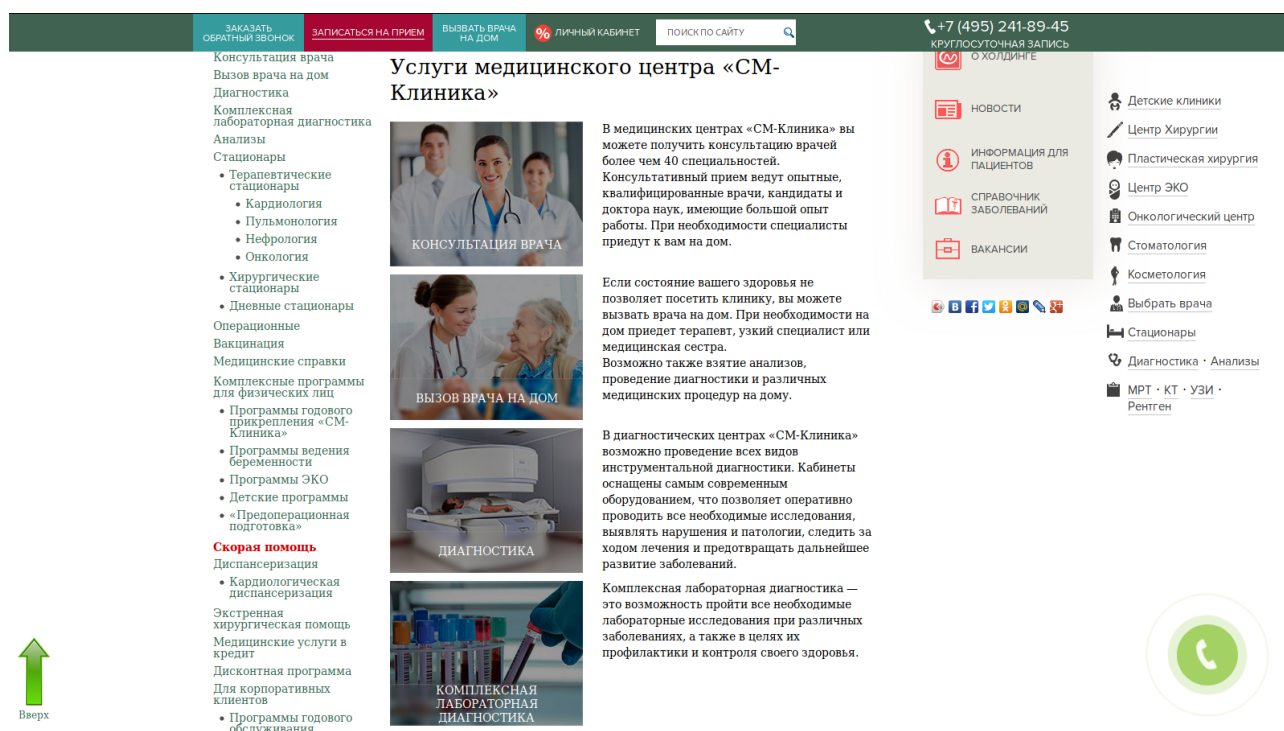 ЗАКАЗАТЬ
ОБРАТНЫЙ ЗВОНОК
ЗАПИСАТЬСЯ НА ПРИЕМ
ВЫЗВАТЬ ВРАЧА
НА ДОМ
% ЛИЧНЫЙ КАБИНЕТ
ПОИСК ПО САЙТУ
+7 (495) 241-89-45
КРУГЛОСУТОЧНАЯ ЗАПИСЬ
Консультация врача
Вызов врача на дом
Диагностика
Комплексная
лабораторная диагностика
Анализы
Стационары
• Терапевтические
стационары
• Кардиология
• Пульмонология
• Нефрология
• Онкология
• Хирургические
стационары
• Дневные стационары
Операционные
Вакцинация
Медицинские справки
Комплексные программы
для физических лиц
• Программы годового
прикрепления «СМ-
Клиника»
• Программы ведения
беременности
• Программы ЭКО
• Детские программы
• «Предоперационная
подготовка»
Скорая помощь
Диспансеризация
• Кардиологическая
диспансеризация
Экстренная
хирургическая помощь
Медицинские услуги в
кредит
Дисконтная программа
Для корпоративных
клиентов
• Программы годового
обслуживания
Вверх
Услуги медицинского центра «СМ-
Клиника»
КОНСУЛЬТАЦИЯ ВРАЧА
В медицинских центрах «СМ-Клиника» вы
можете получить консультацию врачей
более чем 40 специальностей.
Консультативный прием ведут опытные,
квалифицированные врачи, кандидаты и
доктора наук, имеющие большой опыт
работы. При необходимости специалисты
приедут к вам на дом.
ВЫЗОВ ВРАЧА НА ДОМ
Если состояние вашего здоровья не
позволяет посетить клинику, вы можете
вызвать врача на дом. При необходимости на
дом приедет терапевт, узкий специалист или
медицинская сестра.
Возможно также взятие анализов,
проведение диагностики и различных
медицинских процедур на дому.
ДИАГНОСТИКА
В диагностических центрах «СМ-Клиника»
возможно проведение всех видов
инструментальной диагностики. Кабинеты
оснащены самым современным
оборудованием, что позволяет оперативно
проводить все необходимые исследования,
выявлять нарушения и патологии, следить за
ходом лечения и предотвращать дальнейшее
развитие заболеваний.
КОМПЛЕКСНАЯ
ЛАБОРАТОРНАЯ
ДИАГНОСТИКА
Комплексная лабораторная диагностика —
это возможность пройти все необходимые
лабораторные исследования при различных
заболеваниях, а также в целях их
профилактики и контроля своего здоровья.
О ХОЛДИНГЕ
НОВОСТИ
ИНФОРМАЦИЯ ДЛЯ
ПАЦИЕНТОВ
СПРАВОЧНИК
ЗАБОЛЕВАНИЙ
ВАКАНСИИ
Детские клиники
Центр Хирургии
Пластическая хирургия
Центр ЭКО
Онкологический центр
Стоматология
Косметология
Выбрать врача
Стационары
Диагностика · Анализы
МРТ · КТ · УЗИ ·
Рентген